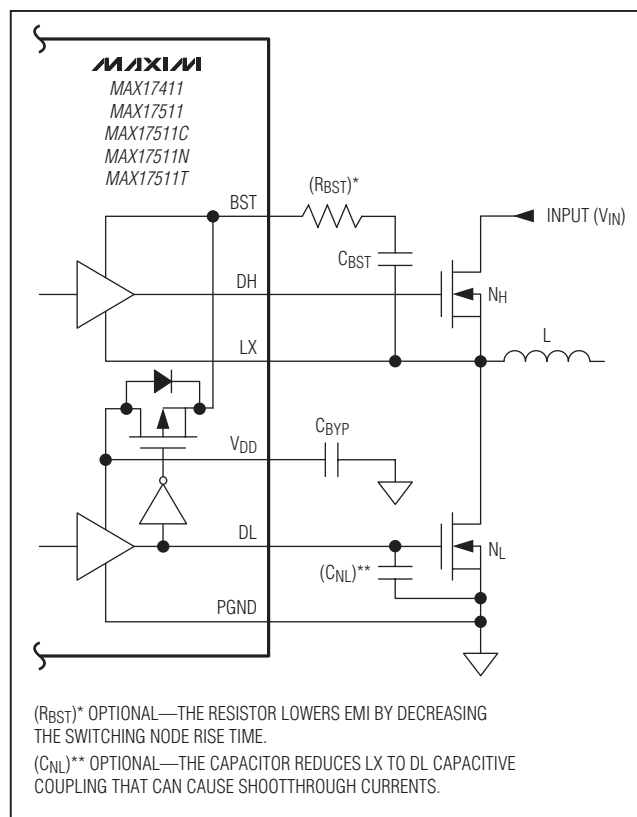 MAXIM
MAX17411
MAX17511
MAX17511C
MAX17511N
MAX17511T
BST
(RBST)*
INPUT (VIN)
CBST
DH
NH
L
LX
CBYP
VDD
DL
NL
(CNL)**
PGND
(RBST)* OPTIONAL—THE RESISTOR LOWERS EMI BY DECREASING
THE SWITCHING NODE RISE TIME.
(CNL)** OPTIONAL—THE CAPACITOR REDUCES LX TO DL CAPACITIVE
COUPLING THAT CAN CAUSE SHOOTTHROUGH CURRENTS.